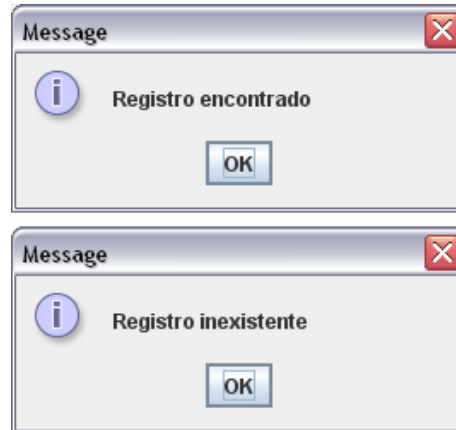 Message
Registro encontrado
OK
Message
Registro inexistente
OK